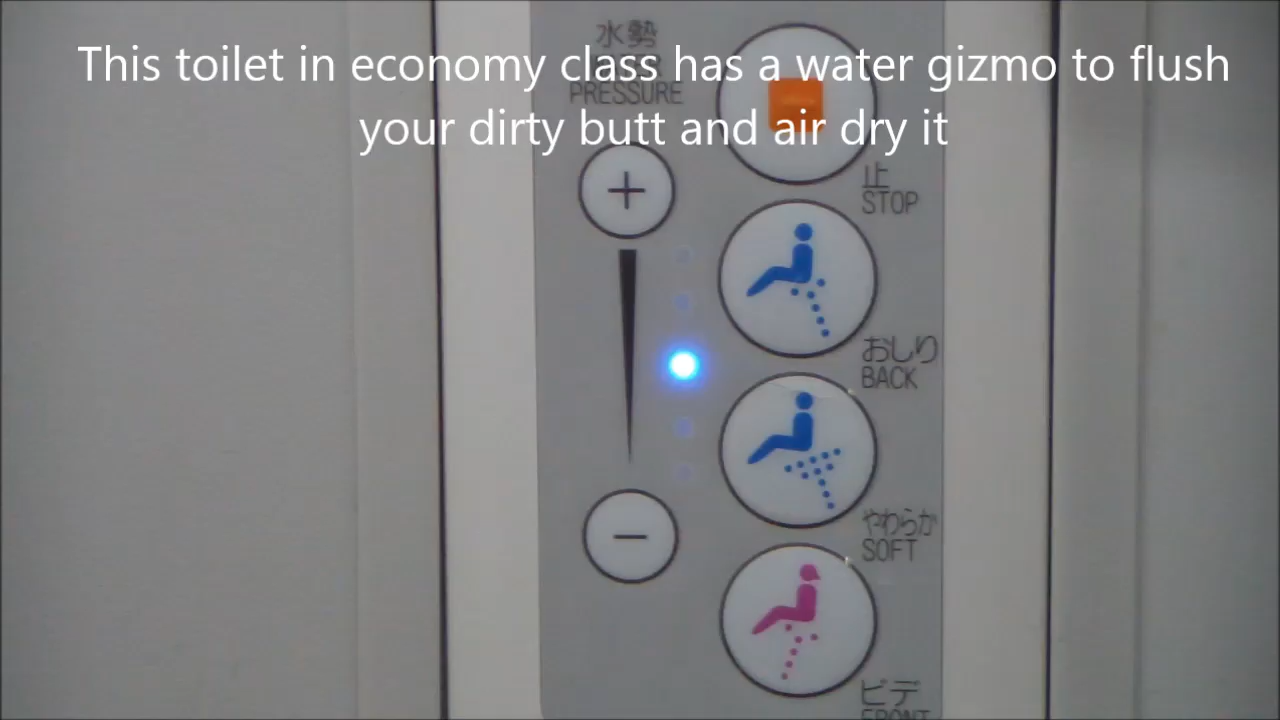 This toilet in economy class has a water gizmo to flush
your dirty butt and air dry it
水勢
PRESSURE
+
止
STOP
おしり
BACK
やわらか
SOFT
−
ビデ
FRONT